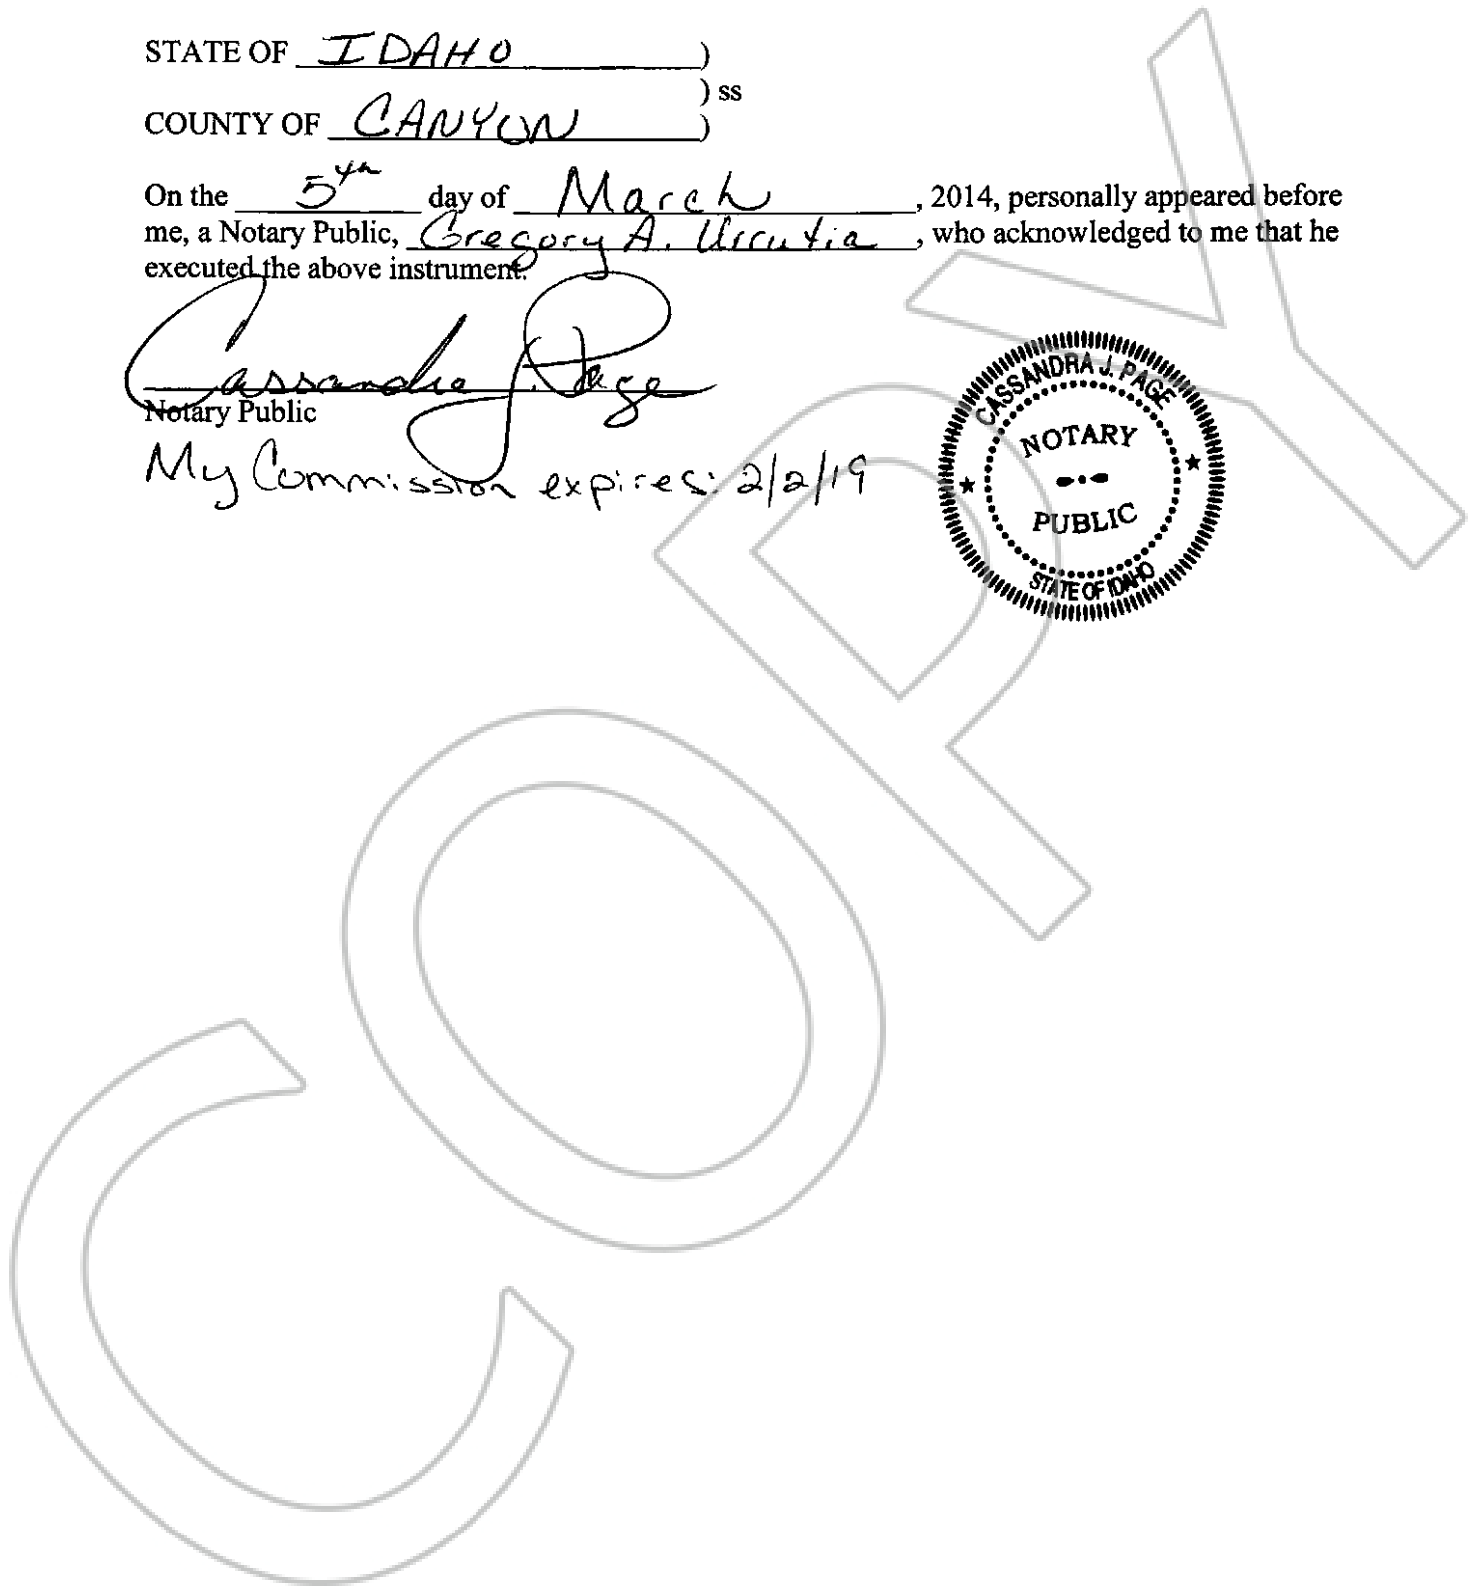 STATE OF IDAHO )
) ss
COUNTY OF CANYON )
On the 5th day of March, 2014, personally appeared before
me, a Notary Public, Gregory A. Urrutia, who acknowledged to me that he
executed the above instrument.
Cassandra J. Page
Notary Public
My Commission expires: 2/2/19
CASSANDRA J. PAGE
NOTARY
PUBLIC
STATE OF IDAHO
COPY